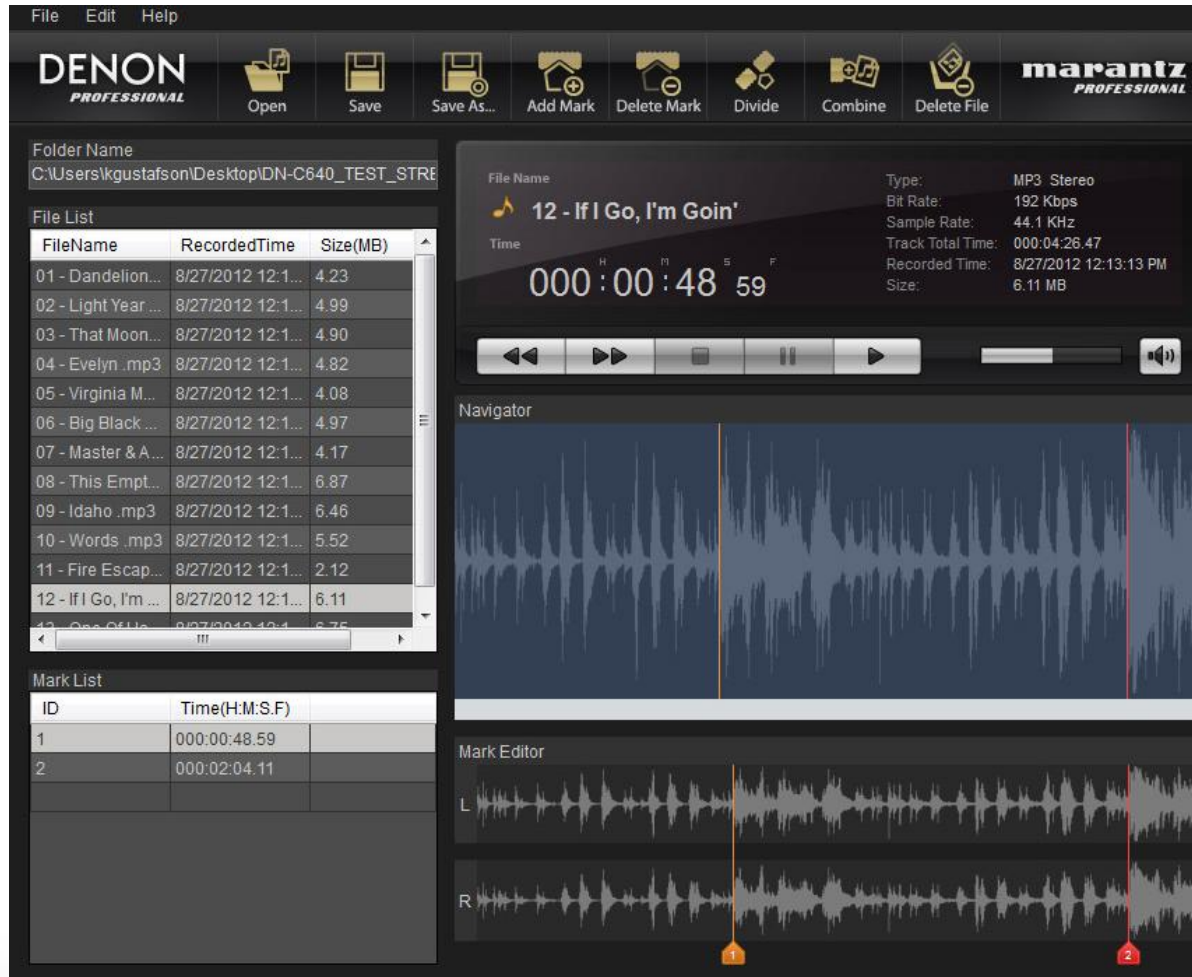 File Edit Help
DENON
PROFESSIONAL
Open Save Save As... Add Mark Delete Mark Divide Combine Delete File
marantz
PROFESSIONAL
Folder Name
C:\Users\kgustafson\Desktop\DN-C640_TEST_STRE
File List
FileName RecordedTime Size(MB)
01 - Dandelion... 8/27/2012 12:1... 4.23
02 - Light Year ... 8/27/2012 12:1... 4.99
03 - That Moon... 8/27/2012 12:1... 4.90
04 - Evelyn .mp3 8/27/2012 12:1... 4.82
05 - Virginia M... 8/27/2012 12:1... 4.08
06 - Big Black ... 8/27/2012 12:1... 4.97
07 - Master & A... 8/27/2012 12:1... 4.17
08 - This Empt... 8/27/2012 12:1... 6.87
09 - Idaho .mp3 8/27/2012 12:1... 6.46
10 - Words .mp3 8/27/2012 12:1... 5.52
11 - Fire Escap... 8/27/2012 12:1... 2.12
12 - If I Go, I'm ... 8/27/2012 12:1... 6.11
13 - One Of 8/27/2012 12:1... 6.75
Mark List
ID Time(H:M:S.F)
1 000:00:48.59
2 000:02:04.11
File Name
12 - If I Go, I'm Goin'
Time
H M S F
000:00:48 59
Type: MP3 Stereo
Bit Rate: 192 Kbps
Sample Rate: 44.1 KHz
Track Total Time: 000:04:26.47
Recorded Time: 8/27/2012 12:13:13 PM
Size: 6.11 MB
Navigator
Mark Editor
L
R
1 2